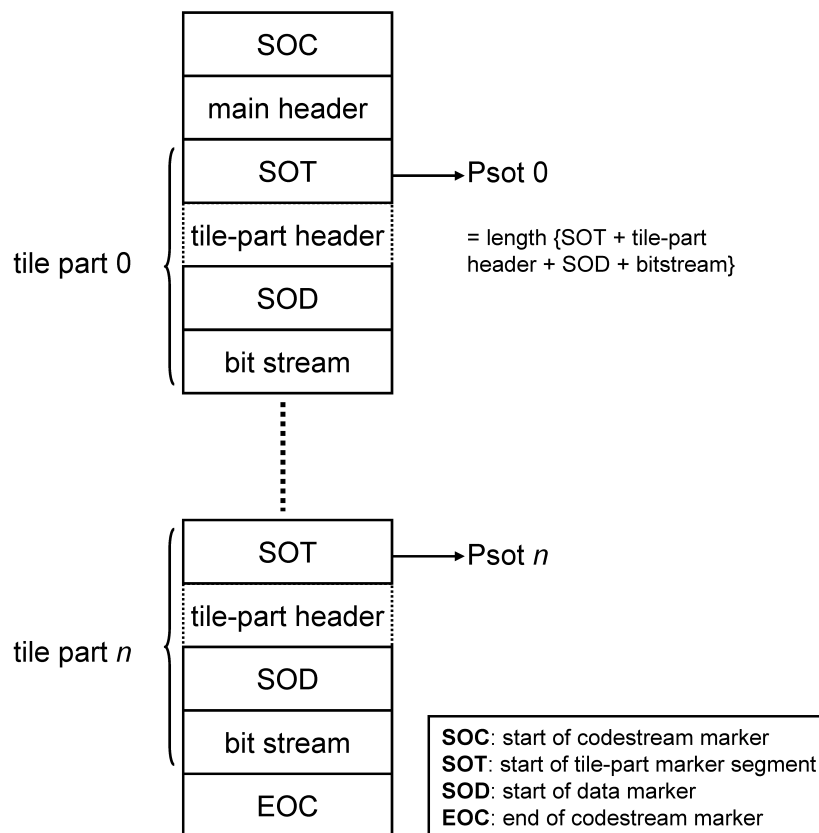 SOC
main header
SOT
Psot 0
tile-part header
= length {SOT + tile-part
header + SOD + bitstream}
tile part 0
SOD
bit stream
SOT
Psot n
tile-part header
tile part n
SOD
bit stream
EOC
SOC: start of codestream marker
SOT: start of tile-part marker segment
SOD: start of data marker
EOC: end of codestream marker